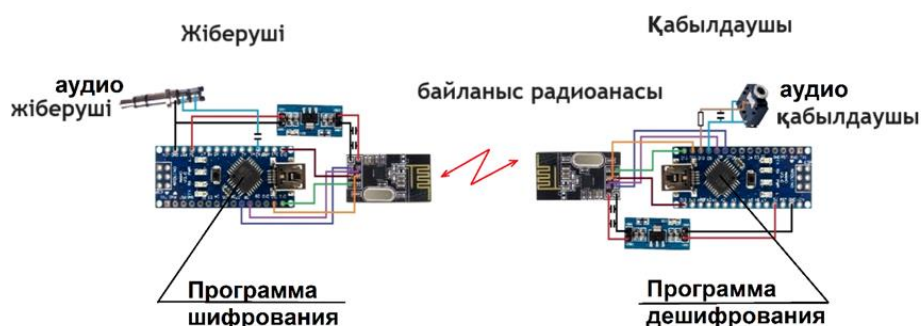 Жіберуші
Қабылдаушы
аудио
жіберуші
байланыс радиоанасы
аудио
қабылдаушы
Программа
шифрования
Программа
дешифрования